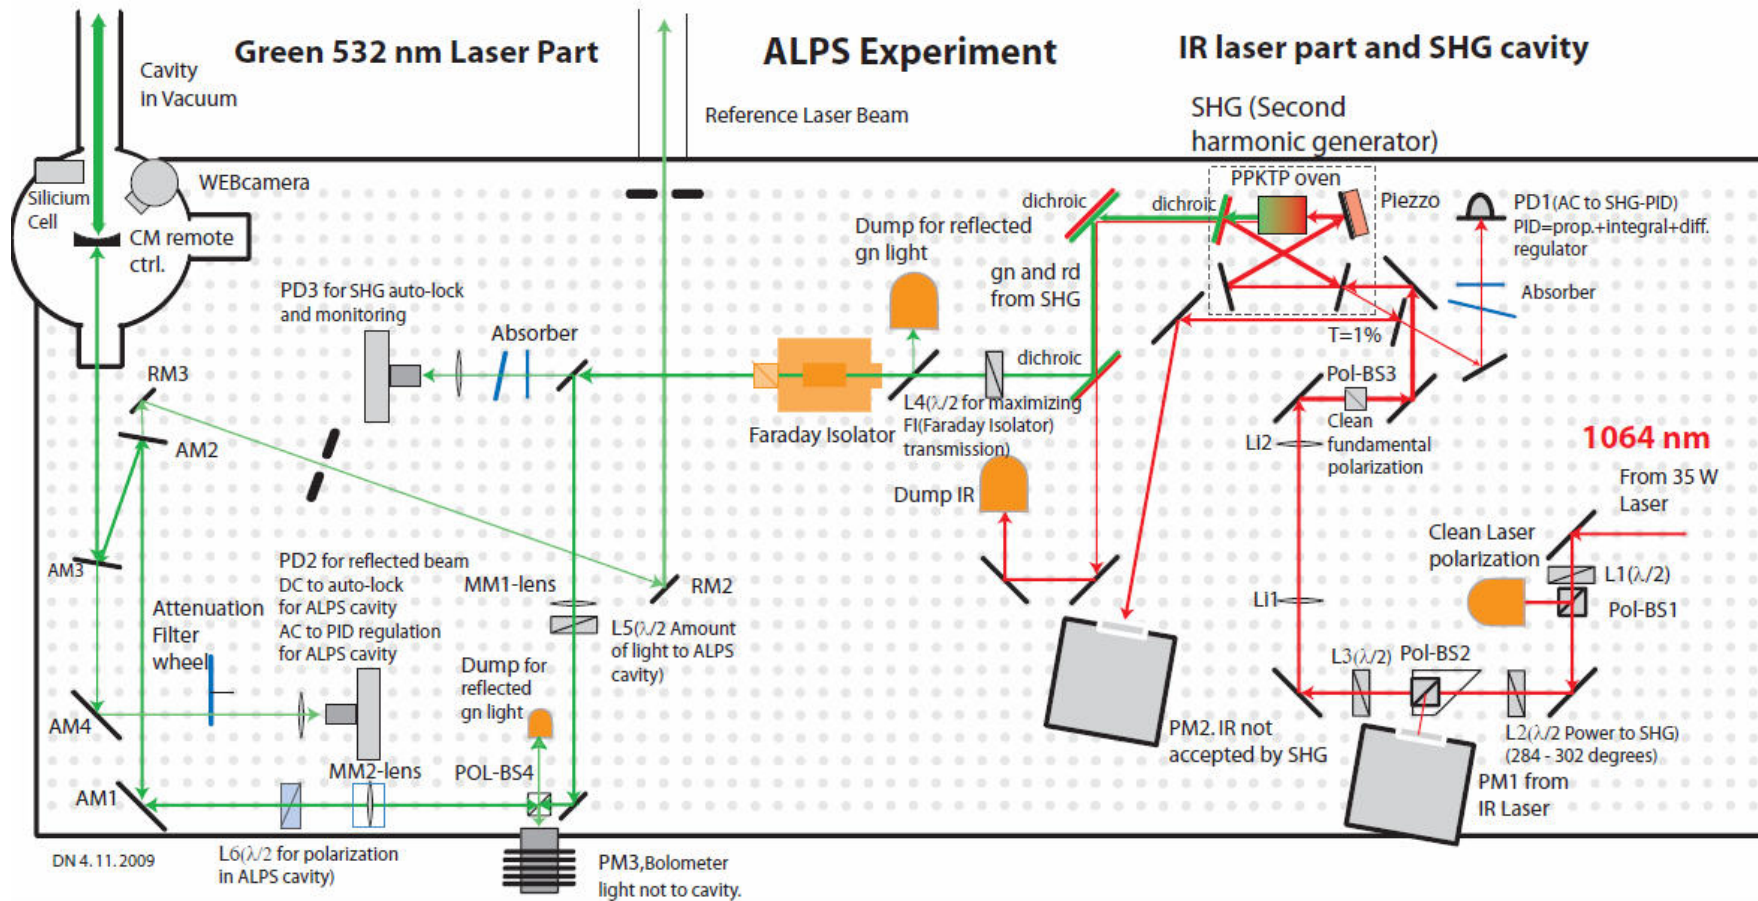 Green 532 nm Laser Part
ALPS Experiment
IR laser part and SHG cavity
Cavity
in Vacuum
Reference Laser Beam
SHG (Second
harmonic generator)
Silicium
Cell
WEBcamera
CM remote
ctrl.
PD3 for SHG auto-lock
and monitoring
Absorber
Dump for reflected
gn light
dichroic
dichroic
PPKTP oven
Piezzo
PD1(AC to SHG-PID)
PID=prop.+integral+diff.
regulator
Absorber
gn and rd
from SHG
T=1%
dichroic
Pol-BS3
RM3
AM2
Faraday Isolator
L4(λ/2 for maximizing
FI(Faraday Isolator)
transmission)
Dump IR
Li2
Clean
fundamental
polarization
1064 nm
From 35 W
Laser
Clean Laser
polarization
L1(λ/2)
Pol-BS1
AM3
PD2 for reflected beam
DC to auto-lock
for ALPS cavity
AC to PID regulation
for ALPS cavity
Attenuation
Filter
wheel
MM1-lens
RM2
L5(λ/2 Amount
of light to ALPS
cavity)
Dump for
reflected
gn light
Li1
L3(λ/2)
Pol-BS2
AM4
PM2. IR not
accepted by SHG
L2(λ/2 Power to SHG)
(284 - 302 degrees)
PM1 from
IR Laser
MM2-lens
POL-BS4
AM1
DN 4.11.2009
L6(λ/2 for polarization
in ALPS cavity)
PM3,Bolometer
light not to cavity.